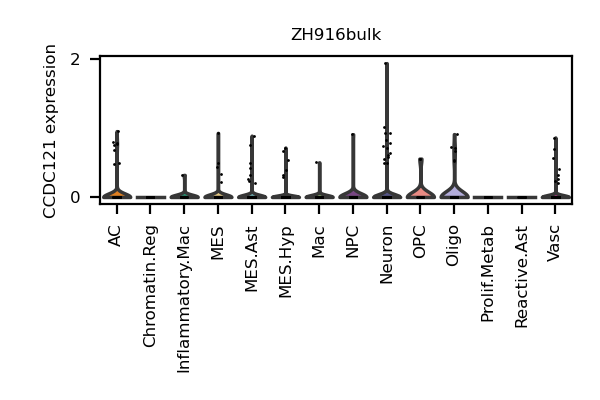 ZH916bulk
CCDC121 expression
2
0
AC
Chromatin.Reg
Inflammatory.Mac
MES
MES.Ast
MES.Hyp
Mac
NPC
Neuron
OPC
Oligo
Prolif.Metab
Reactive.Ast
Vasc